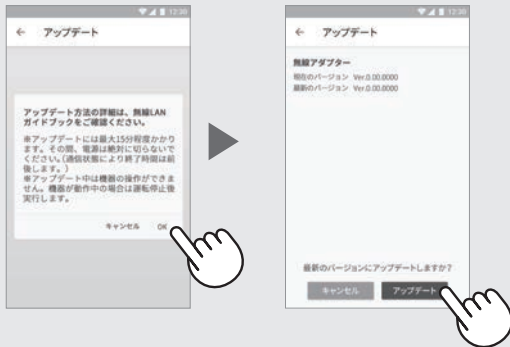 12:30
← アップデート
アップデート方法の詳細は、無線LAN
ガイドブックをご確認ください。
※アップデートには最大15分程度かかり
ます。その間、電源は絶対に切らないで
ください。(通信状態により終了時間は前
後します。)
※アップデート中は機器の操作ができま
せん。機器が動作中の場合は運転停止後
実行します。
キャンセル OK
12:30
← アップデート
無線アダプター
現在のバージョン Ver.0.00.0000
最新のバージョン Ver.0.00.0000
最新のバージョンにアップデートしますか?
キャンセル アップデート